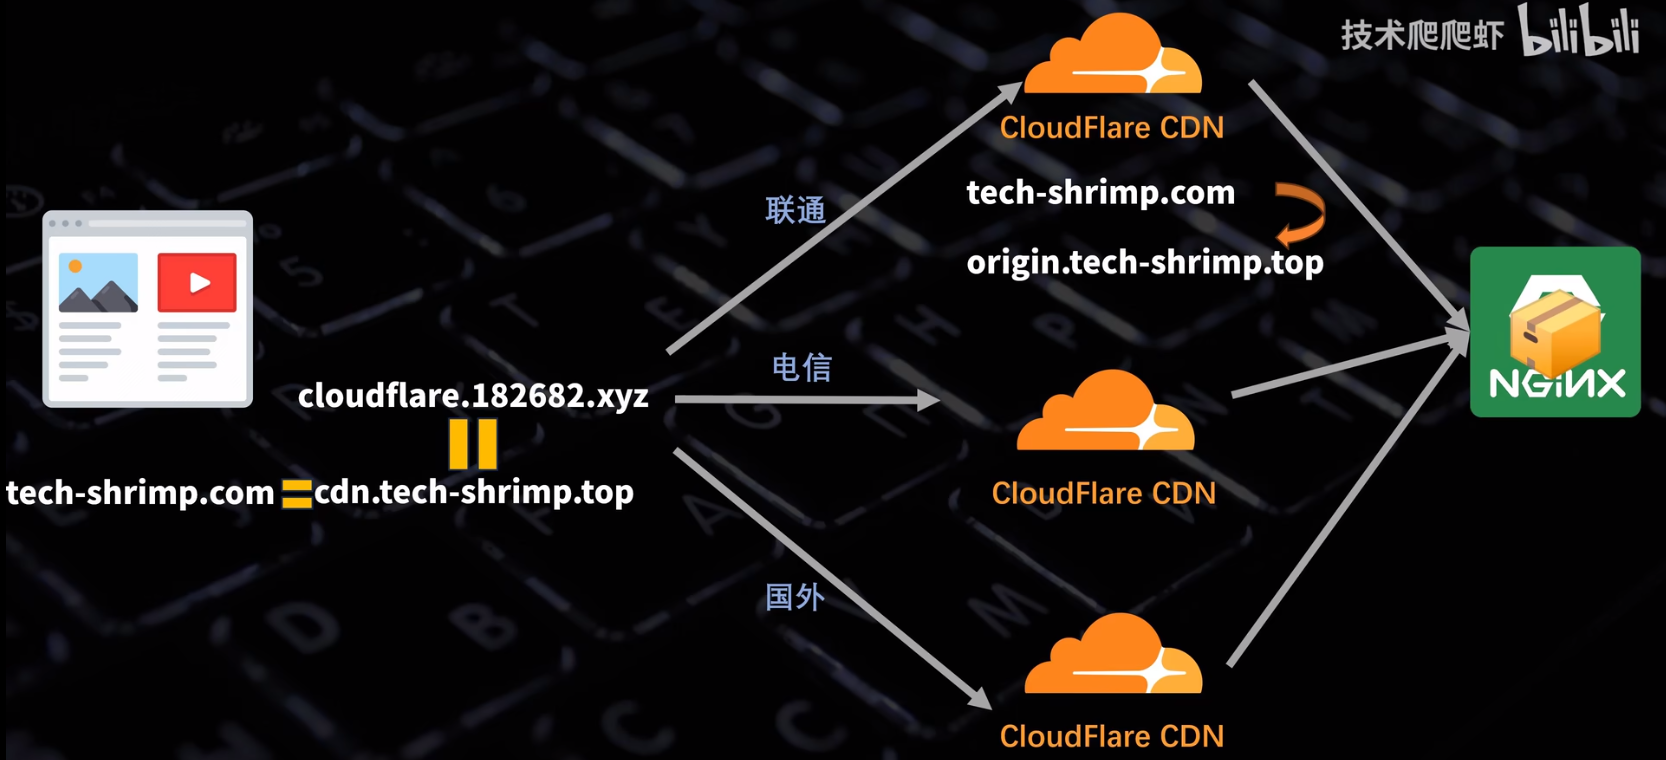 技术爬爬虾 bilibili
CloudFlare CDN
tech-shrimp.com
origin.tech-shrimp.top
联通
电信
国外
cloudflare.182682.xyz
tech-shrimp.com = cdn.tech-shrimp.top
CloudFlare CDN
CloudFlare CDN
NGINX